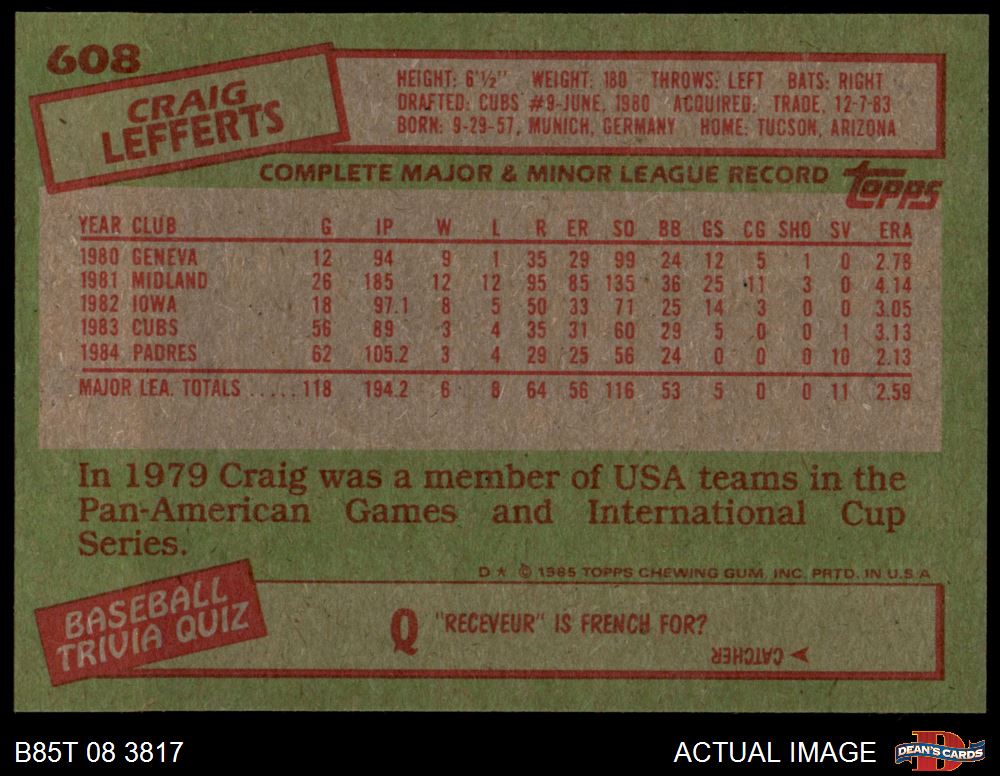 608
CRAIG
LEFFERTS
HEIGHT: 6'½" WEIGHT: 180 THROWS: LEFT BATS: RIGHT
DRAFTED: CUBS #9-JUNE, 1980 ACQUIRED: TRADE, 12-7-83
BORN: 9-29-57, MUNICH, GERMANY HOME: TUCSON, ARIZONA
COMPLETE MAJOR & MINOR LEAGUE RECORD
TOPPS
YEAR CLUB G IP W L R ER SO BB GS CG SHO SV ERA
1980 GENEVA 12 94 9 1 35 29 99 24 12 5 1 0 2.78
1981 MIDLAND 26 185 12 12 95 85 135 36 25 11 3 0 4.14
1982 IOWA 18 97.1 8 5 50 33 71 25 14 3 0 0 3.05
1983 CUBS 56 89 3 4 35 31 60 29 5 0 0 1 3.13
1984 PADRES 62 105.2 3 4 29 25 56 24 0 0 0 10 2.13
MAJOR LEA. TOTALS ..... 118 194.2 6 8 64 56 116 53 5 0 0 11 2.59
In 1979 Craig was a member of USA teams in the
Pan-American Games and International Cup
Series.
D ★ © 1985 TOPPS CHEWING GUM, INC. PRTD. IN U.S.A.
BASEBALL
TRIVIA QUIZ
Q "RECEVEUR" IS FRENCH FOR?
CATCHER
B85T 08 3817
ACTUAL IMAGE
DEAN'S CARDS